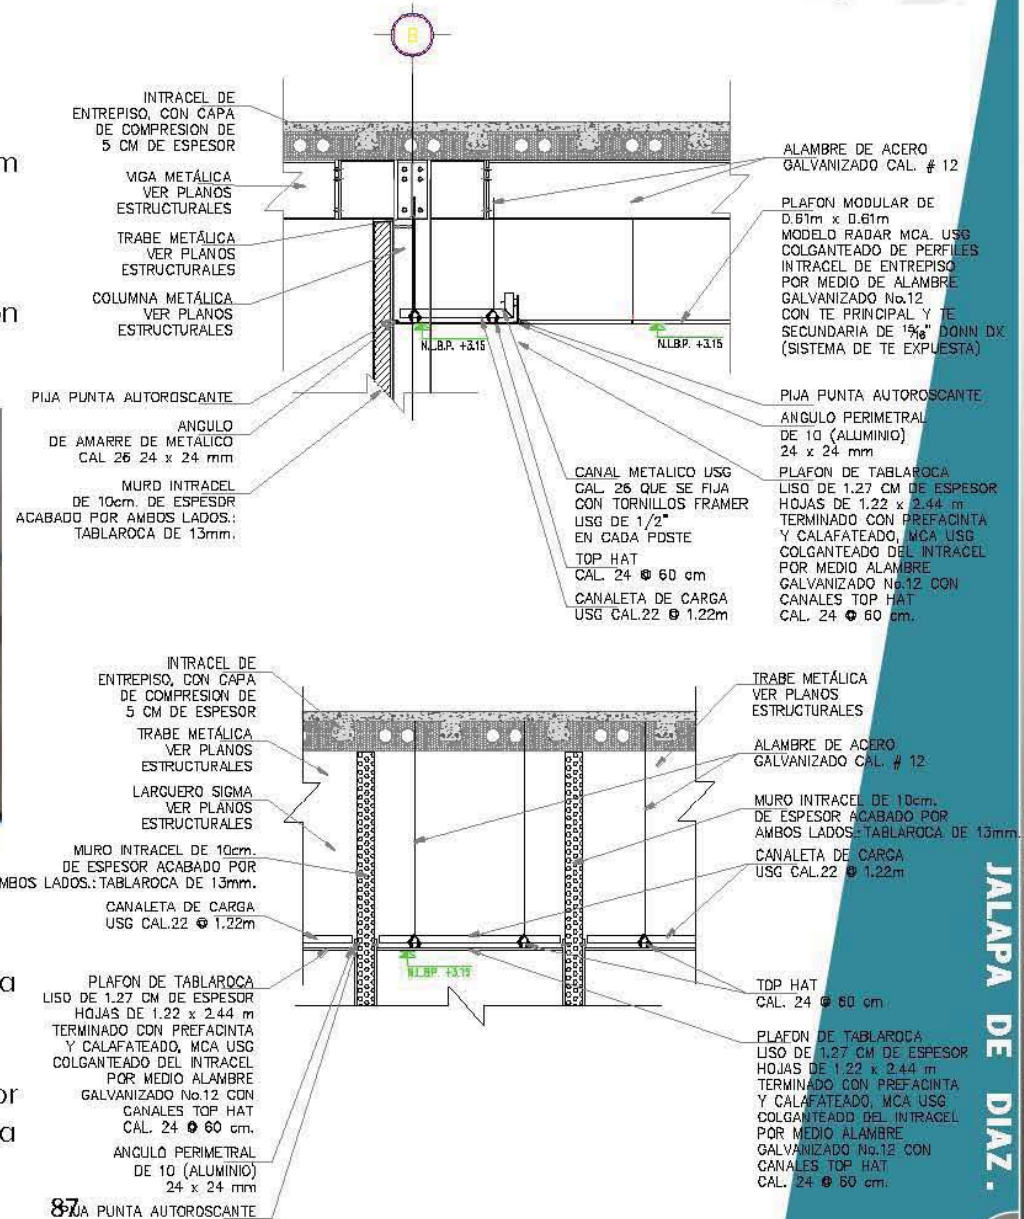 B
INTRACEL DE
ENTREPISO, CON CAPA
DE COMPRESION DE
5 CM DE ESPESOR
VIGA METÁLICA
VER PLANOS
ESTRUCTURALES
TRABE METÁLICA
VER PLANOS
ESTRUCTURALES
COLUMNA METÁLICA
VER PLANOS
ESTRUCTURALES
PIJA PUNTA AUTOROSCANTE
ANGULO
DE AMARRE DE METÁLICO
CAL 26 24 x 24 mm
MURO INTRACEL
DE 10cm. DE ESPESOR
ACABADO POR AMBOS LADOS.:
TABLAROCA DE 13mm.
N.L.B.P. +3.15
N.L.B.P. +3.15
ALAMBRE DE ACERO
GALVANIZADO CAL. # 12
PLAFON MODULAR DE
0.61m x 0.61m
MODELO RADAR MCA. USG
COLGANTEADO DE PERFILES
INTRACEL DE ENTREPISO
POR MEDIO DE ALAMBRE
GALVANIZADO No.12
CON TE PRINCIPAL Y TE
SECUNDARIA DE 15/16" DONN DX
(SISTEMA DE TE EXPUESTA)
PIJA PUNTA AUTOROSCANTE
ANGULO PERIMETRAL
DE 10 (ALUMINIO)
24 x 24 mm
PLAFON DE TABLAROCA
LISO DE 1.27 CM DE ESPESOR
HOJAS DE 1.22 x 2.44 m
TERMINADO CON PREFACINTA
Y CALAFATEADO, MCA USG
COLGANTEADO DEL INTRACEL
POR MEDIO ALAMBRE
GALVANIZADO No.12 CON
CANALES TOP HAT
CAL. 24 @ 60 cm.
CANAL METALICO USG
CAL. 26 QUE SE FIJA
CON TORNILLOS FRAMER
USG DE 1/2"
EN CADA POSTE
TOP HAT
CAL. 24 @ 60 cm
CANALETA DE CARGA
USG CAL.22 @ 1.22m
INTRACEL DE
ENTREPISO, CON CAPA
DE COMPRESION DE
5 CM DE ESPESOR
TRABE METÁLICA
VER PLANOS
ESTRUCTURALES
LARGUERO SIGMA
VER PLANOS
ESTRUCTURALES
MURO INTRACEL DE 10cm.
DE ESPESOR ACABADO POR
MBOS LADOS.: TABLAROCA DE 13mm.
CANALETA DE CARGA
USG CAL.22 @ 1.22m
PLAFON DE TABLAROCA
LISO DE 1.27 CM DE ESPESOR
HOJAS DE 1.22 x 2.44 m
TERMINADO CON PREFACINTA
Y CALAFATEADO, MCA USG
COLGANTEADO DEL INTRACEL
POR MEDIO ALAMBRE
GALVANIZADO No.12 CON
CANALES TOP HAT
CAL. 24 @ 60 cm.
ANGULO PERIMETRAL
DE 10 (ALUMINIO)
24 x 24 mm
PIJA PUNTA AUTOROSCANTE
N.L.B.P. +3.15
TRABE METÁLICA
VER PLANOS
ESTRUCTURALES
ALAMBRE DE ACERO
GALVANIZADO CAL. # 12
MURO INTRACEL DE 10cm.
DE ESPESOR ACABADO POR
AMBOS LADOS.: TABLAROCA DE 13mm.
CANALETA DE CARGA
USG CAL.22 @ 1.22m
TOP HAT
CAL. 24 @ 60 cm
PLAFON DE TABLAROCA
LISO DE 1.27 CM DE ESPESOR
HOJAS DE 1.22 x 2.44 m
TERMINADO CON PREFACINTA
Y CALAFATEADO, MCA USG
COLGANTEADO DEL INTRACEL
POR MEDIO ALAMBRE
GALVANIZADO No.12 CON
CANALES TOP HAT
CAL. 24 @ 60 cm.
JALAPA DE DIAZ.
87